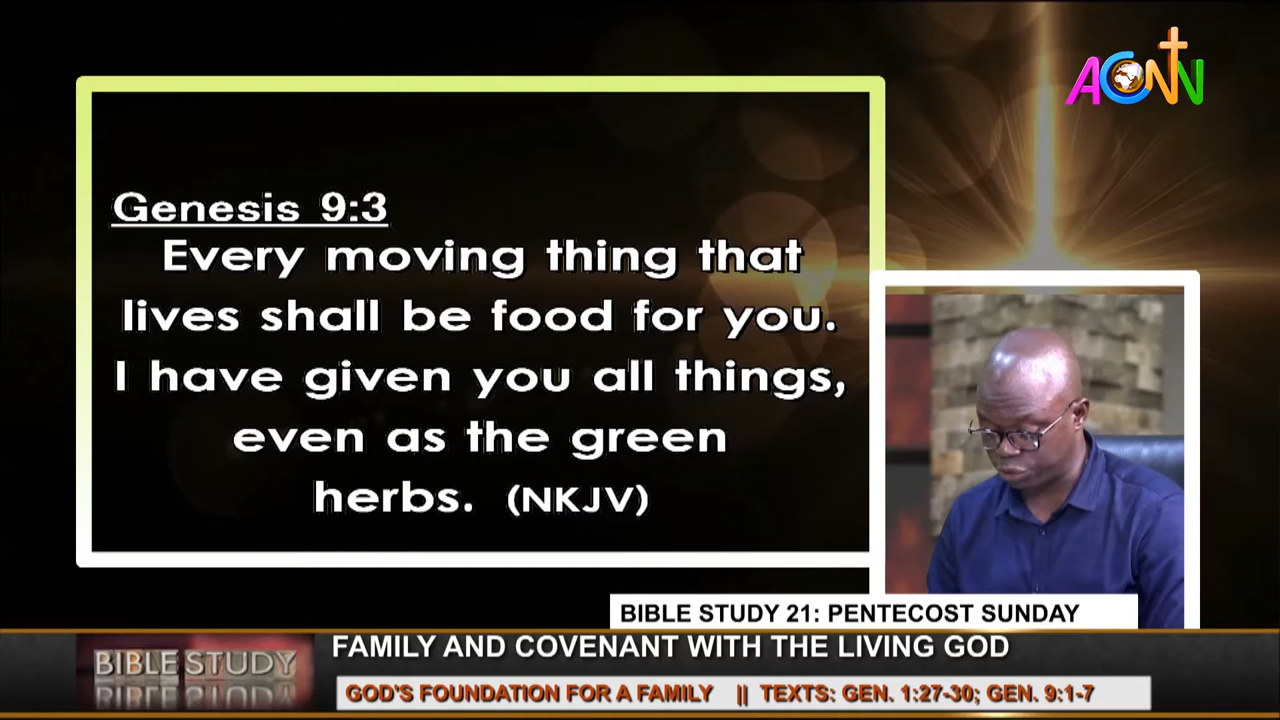 ACNN
Genesis 9:3
Every moving thing that
lives shall be food for you.
I have given you all things,
even as the green
herbs. (NKJV)
BIBLE STUDY 21: PENTECOST SUNDAY
FAMILY AND COVENANT WITH THE LIVING GOD
BIBLE STUDY
GOD'S FOUNDATION FOR A FAMILY || TEXTS: GEN. 1:27-30; GEN. 9:1-7